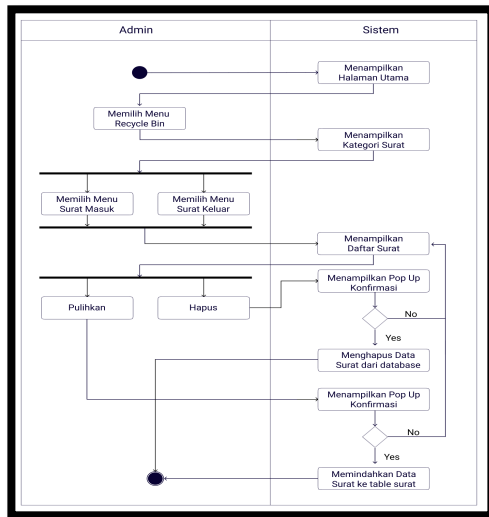 Admin
Sistem
Menampilkan
Halaman Utama
Memilih Menu
Recycle Bin
Menampilkan
Kategori Surat
Memilih Menu
Surat Masuk
Memilih Menu
Surat Keluar
Menampilkan
Daftar Surat
Menampilkan Pop Up
Konfirmasi
Pulihkan
Hapus
No
Yes
Menghapus Data
Surat dari database
Menampilkan Pop Up
Konfirmasi
No
Yes
Memindahkan Data
Surat ke table surat